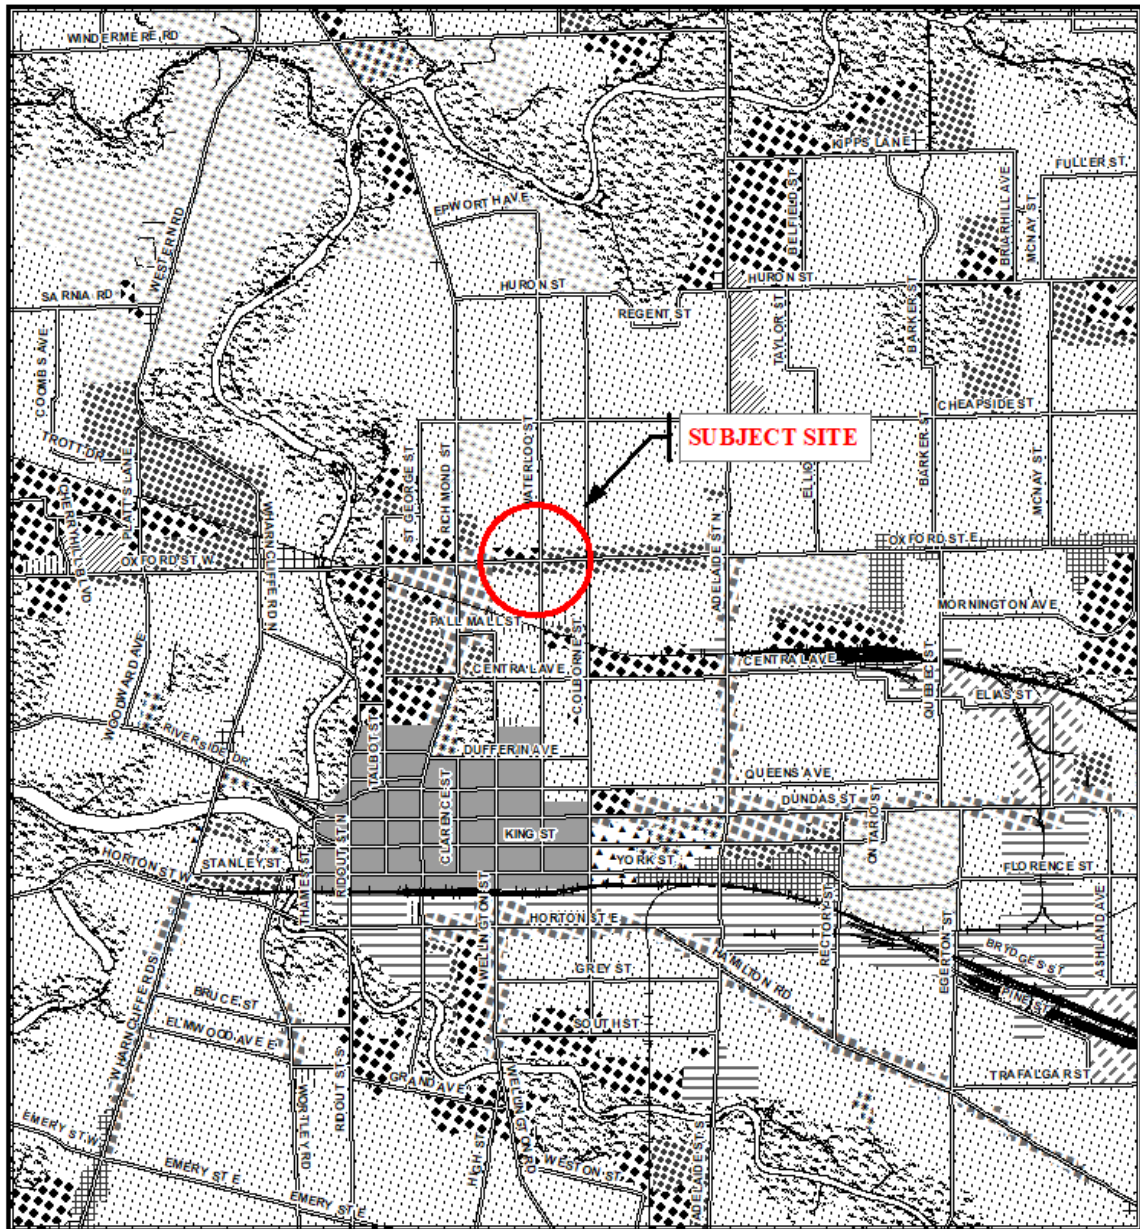 WINDERMERE RD
KIPPS LANE
FULLER ST
BELFIELD ST
BRIARHILL AVE
MCNAY ST
EPWORTH AVE
WESTERN RD
HURON ST
HURON ST
SARNIA RD
REGENT ST
TAYLOR ST
BARKER ST
COOMBS AVE
CHEAPSIDE ST
SUBJECT SITE
TROTT DR
PLATT'S LANE
ST GEORGE ST
RICHMOND ST
WATERLOO ST
BARKER ST
MCNAY ST
CHERRYHILL BLVD
WHARNCLIFFE RD N
OXFORD ST W
ADELAIDE ST N
OXFORD ST E
MORNINGTON AVE
PALL MALL ST
COLBORNE ST
WOODWARD AVE
CENTRAL AVE
CENTRAL AVE
QUEBEC ST
ELIAS ST
RIVERSIDE DR
TALBOT ST
DUFFERIN AVE
QUEENS AVE
CLARENCE ST
DUNDAS ST
KING ST
ONTARIO ST
HORTON ST W
STANLEY ST
THAMES ST
RIDOUT ST N
YORK ST
FLORENCE ST
WELLINGTON ST
HORTON ST E
RECTORY ST
EGERTON ST
ASHLAND AVE
BRYDGES ST
GREY ST
HAMILTON RD
PINE ST
WHARNCLIFFE RD S
BRUCE ST
SOUTH ST
ELMWOOD AVE E
RIDOUT ST S
GRAND AVE
TRAFALGAR ST
WORTLEY RD
WELLINGTON RD
EMERY ST W
HIGH ST
WESTON ST
ADELAIDE ST S
EMERY ST E
EMERY ST E